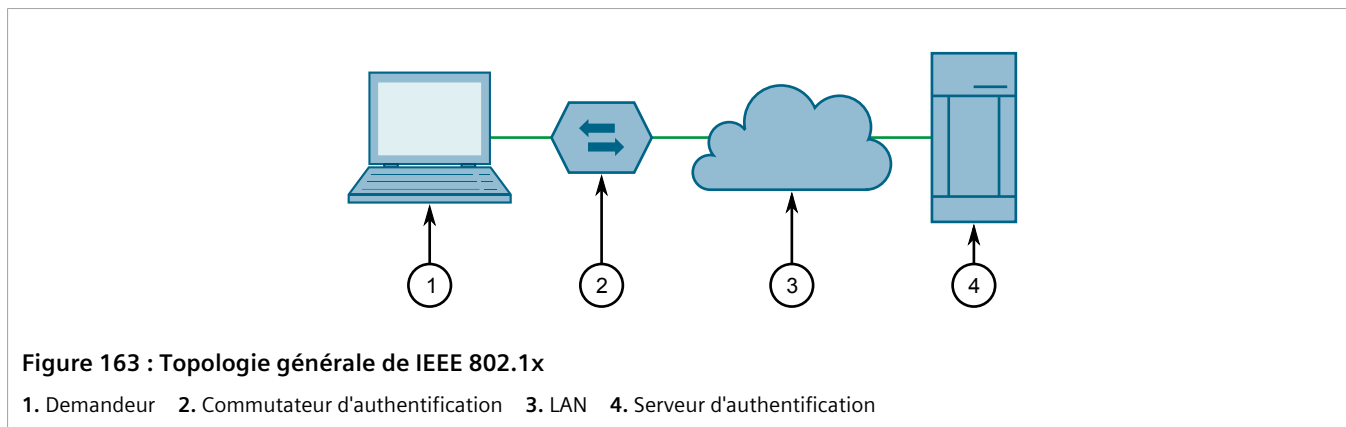 1 2 3 4
Figure 163 : Topologie générale de IEEE 802.1x
1. Demandeur 2. Commutateur d'authentification 3. LAN 4. Serveur d'authentification